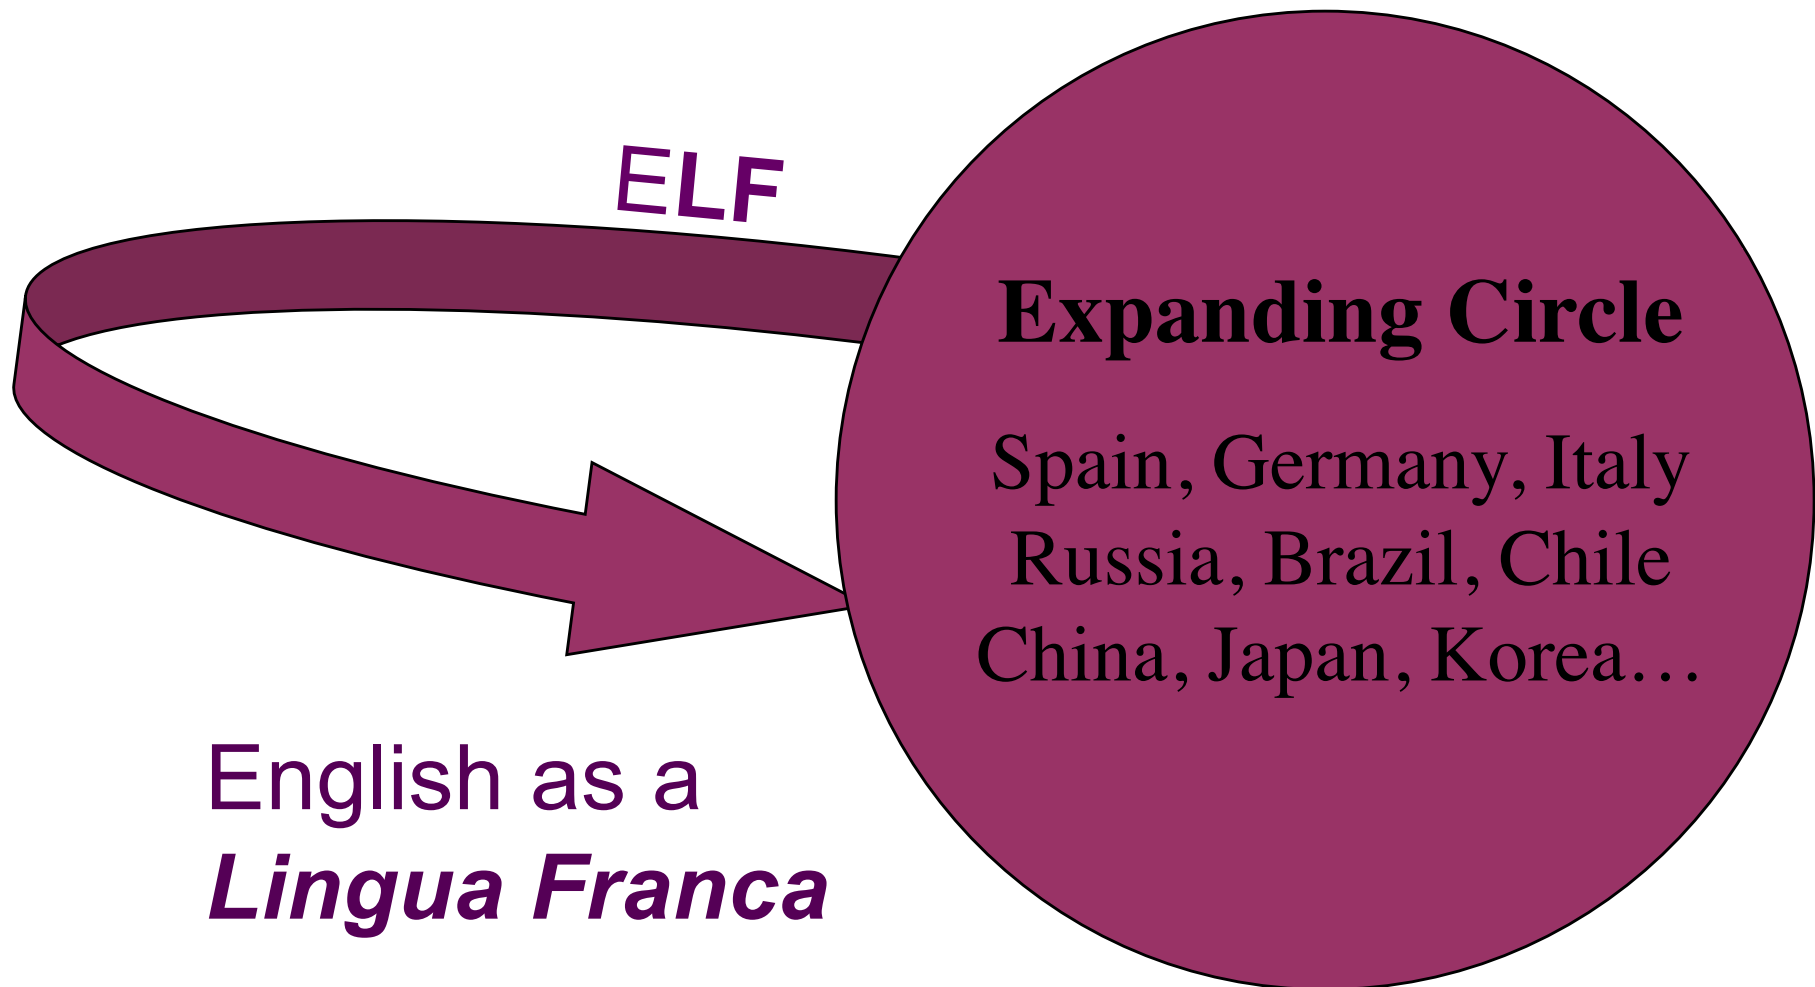 ELF
Expanding Circle
Spain, Germany, Italy
Russia, Brazil, Chile
China, Japan, Korea…
English as a
Lingua Franca